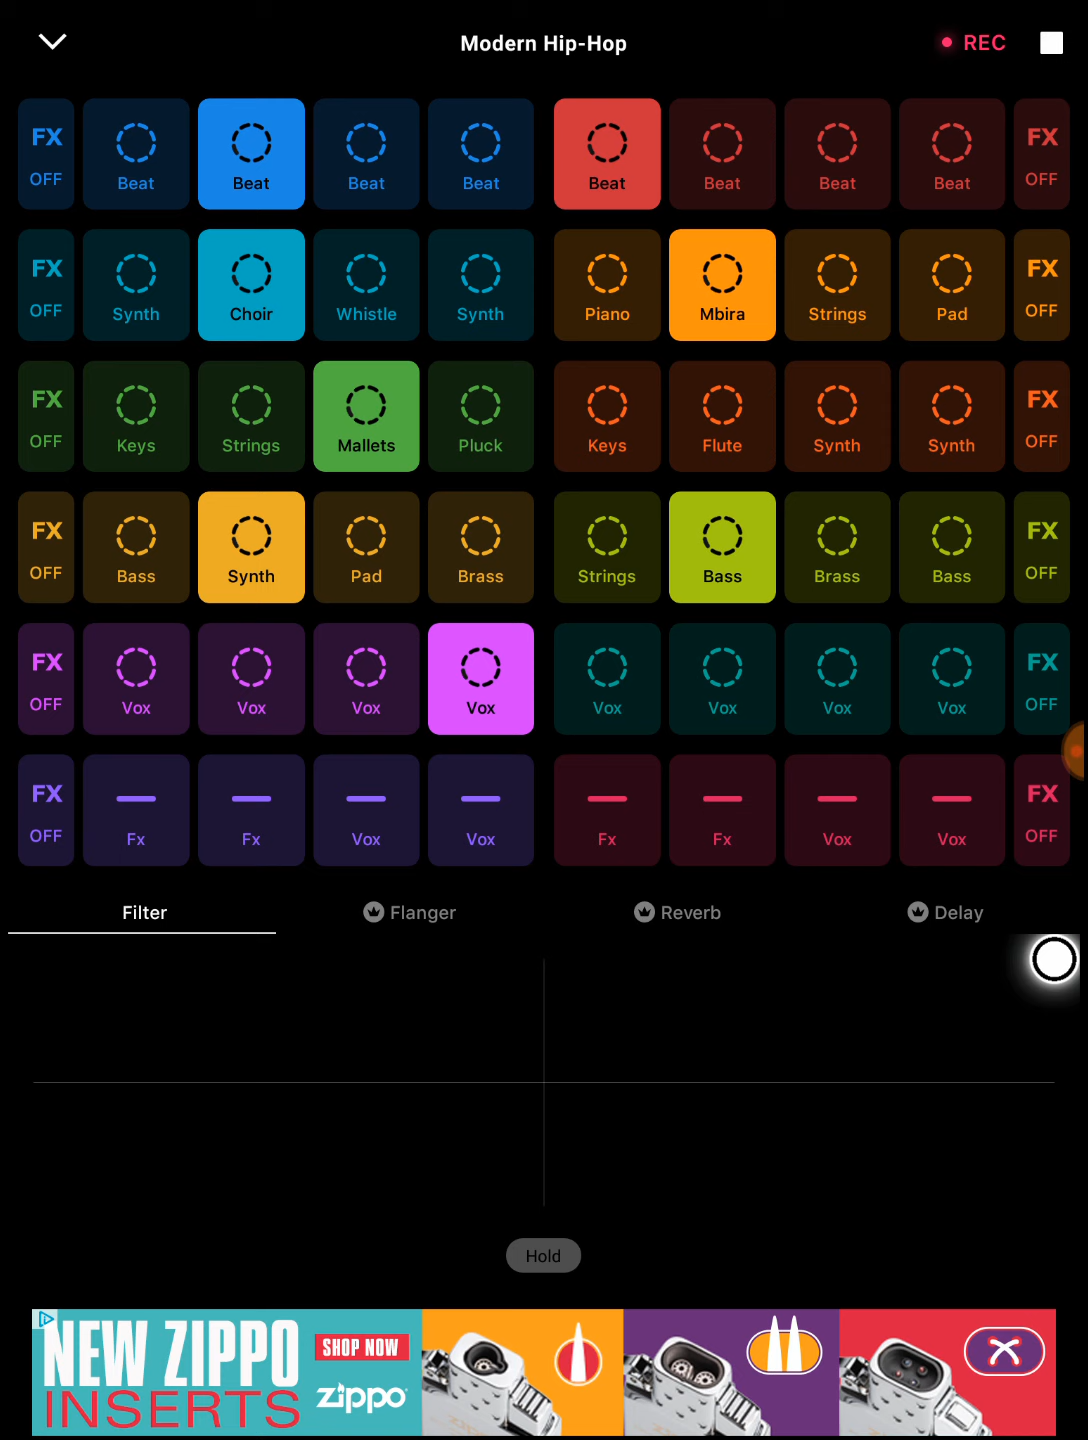 Modern Hip-Hop
REC
FX OFF Beat Beat Beat Beat Beat Beat Beat Beat FX OFF
FX OFF Synth Choir Whistle Synth Piano Mbira Strings Pad FX OFF
FX OFF Keys Strings Mallets Pluck Keys Flute Synth Synth FX OFF
FX OFF Bass Synth Pad Brass Strings Bass Brass Bass FX OFF
FX OFF Vox Vox Vox Vox Vox Vox Vox Vox FX OFF
FX OFF Fx Fx Vox Vox Fx Fx Vox Vox FX OFF
Filter Flanger Reverb Delay
Hold
NEW ZIPPO
INSERTS
SHOP NOW
zippo